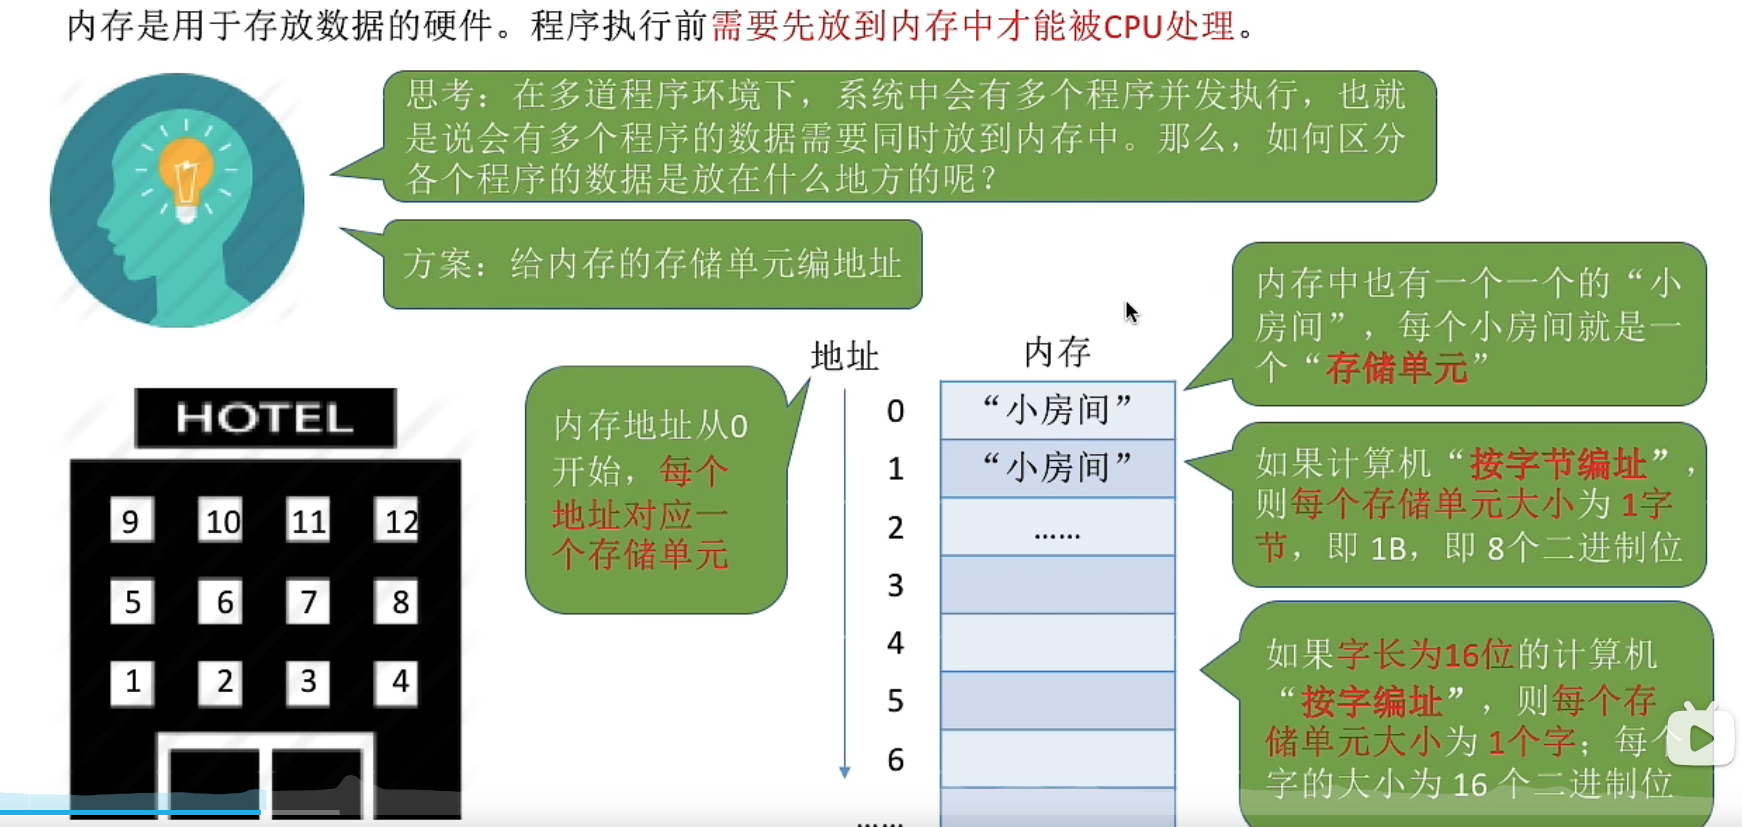 内存是用于存放数据的硬件。程序执行前需要先放到内存中才能被CPU处理。
思考：在多道程序环境下，系统中会有多个程序并发执行，也就
是说会有多个程序的数据需要同时放到内存中。那么，如何区分
各个程序的数据是放在什么地方的呢？
方案：给内存的存储单元编地址
内存中也有一个一个的“小
房间”，每个小房间就是一
个“存储单元”
地址
内存
HOTEL
9 10 11 12
5 6 7 8
1 2 3 4
内存地址从0
开始，每个
地址对应一
个存储单元
0 “小房间”
1 “小房间”
2 ......
3
4
5
6
......
如果计算机“按字节编址”，
则每个存储单元大小为 1字
节，即 1B，即 8个二进制位
如果字长为16位的计算机
“按字编址”，则每个存
储单元大小为 1个字；每个
字的大小为 16 个二进制位